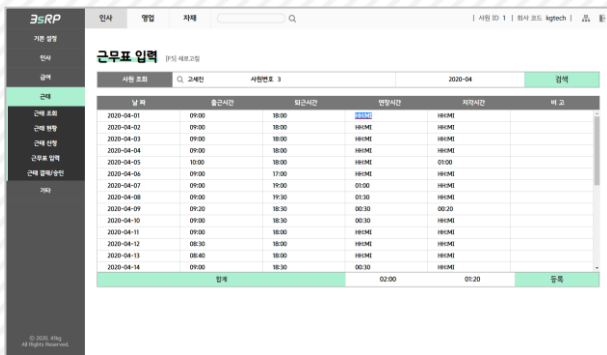 3sRP
인사 영업 자재 | 사원 ID 1 | 회사 코드 kgtech |
기본 설정
인사
급여
근태
근태 조회
근태 현황
근태 신청
근무표 입력
근태 결재/승인
기타
근무표 입력 [F5] 새로고침
사원 조회 고세진 사원번호 3 2020-04 검색
날 짜 출근시간 퇴근시간 연장시간 지각시간 비 고
2020-04-01 09:00 18:00 HH:MI HH:MI
2020-04-02 09:00 18:00 HH:MI HH:MI
2020-04-03 09:00 18:00 HH:MI HH:MI
2020-04-04 09:00 18:00 HH:MI HH:MI
2020-04-05 10:00 18:00 HH:MI 01:00
2020-04-06 09:00 17:00 HH:MI HH:MI
2020-04-07 09:00 19:00 01:00 HH:MI
2020-04-08 09:00 19:30 01:30 HH:MI
2020-04-09 09:20 18:30 00:30 00:20
2020-04-10 09:00 18:30 00:30 HH:MI
2020-04-11 09:00 18:00 HH:MI HH:MI
2020-04-12 08:30 18:00 HH:MI HH:MI
2020-04-13 08:40 18:00 HH:MI HH:MI
2020-04-14 09:00 18:30 00:30 HH:MI
합계 02:00 01:20 등록
ⓒ 2020, 41kg
All Rights Reserved.